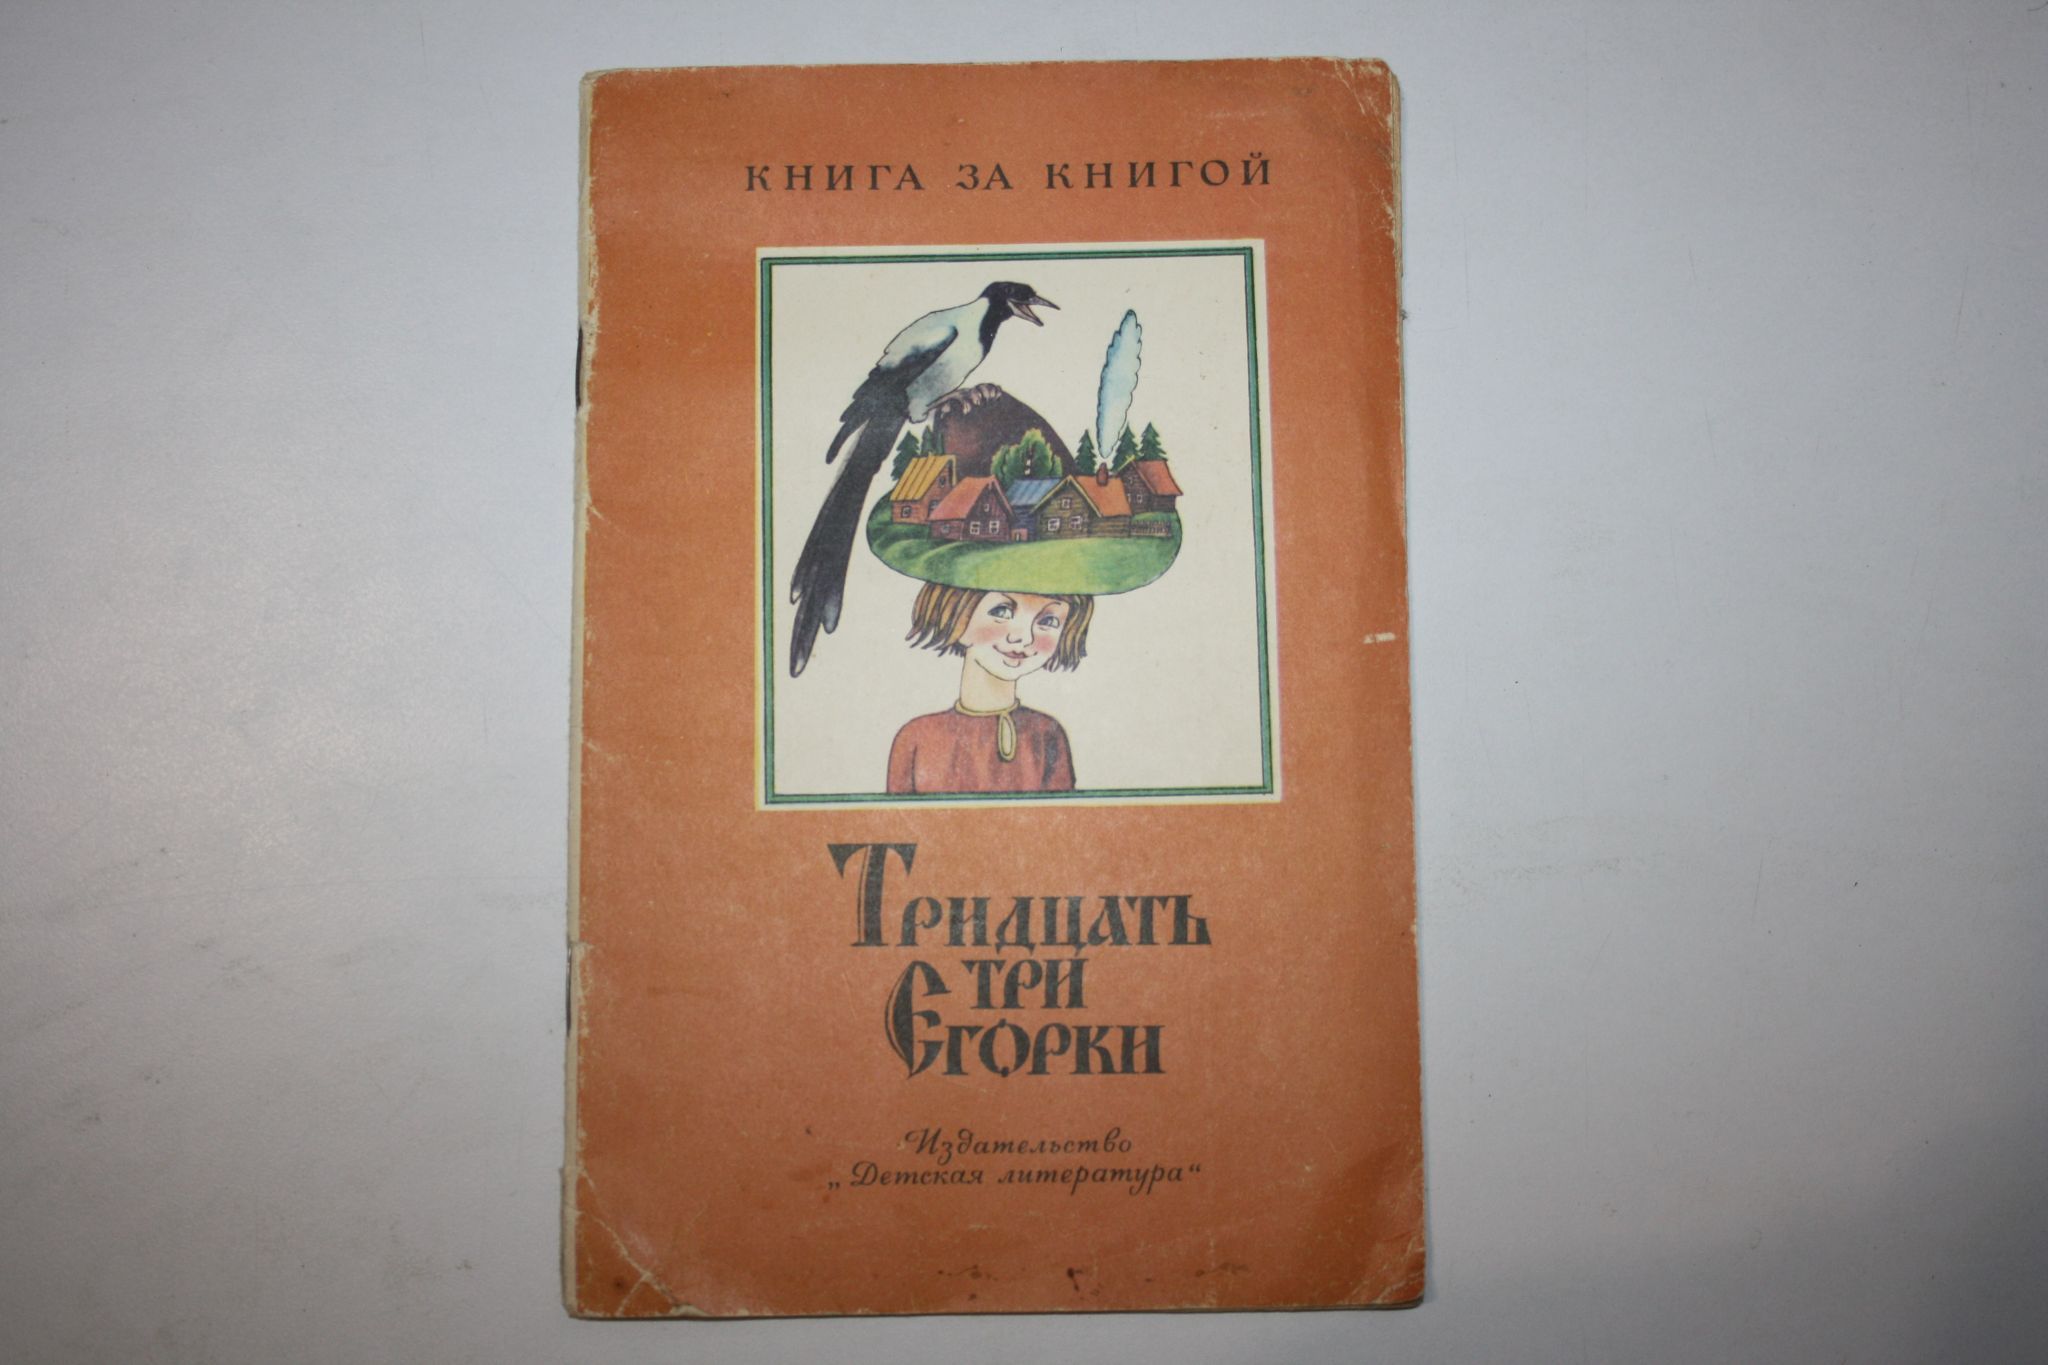 КНИГА ЗА КНИГОЙ
Тридцать
три
Егорки
Издательство
„Детская литература“